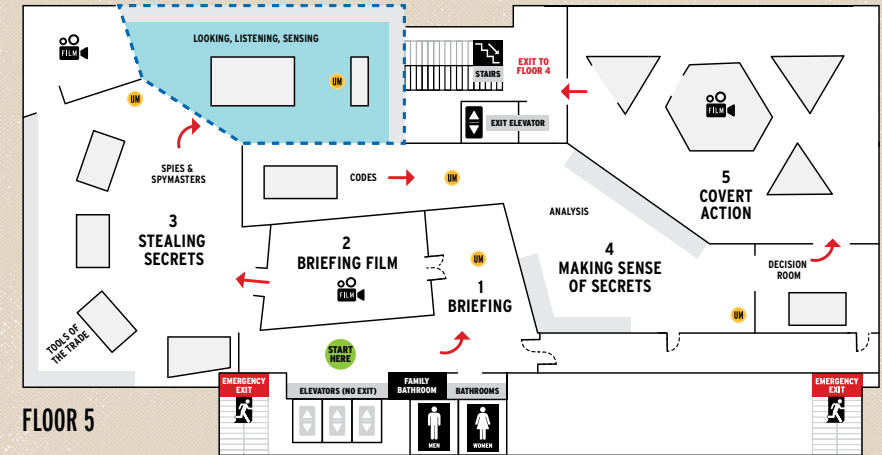 FILM
LOOKING, LISTENING, SENSING
UM
UM
STAIRS
EXIT TO
FLOOR 4
EXIT ELEVATOR
FILM
SPIES &
SPYMASTERS
CODES
UM
ANALYSIS
5
COVERT
ACTION
3
STEALING
SECRETS
2
BRIEFING FILM
FILM
UM
1
BRIEFING
4
MAKING SENSE
OF SECRETS
DECISION
ROOM
UM
TOOLS OF
THE TRADE
START
HERE
EMERGENCY
EXIT
ELEVATORS (NO EXIT)
FAMILY
BATHROOM
BATHROOMS
MEN
WOMEN
EMERGENCY
EXIT
FLOOR 5